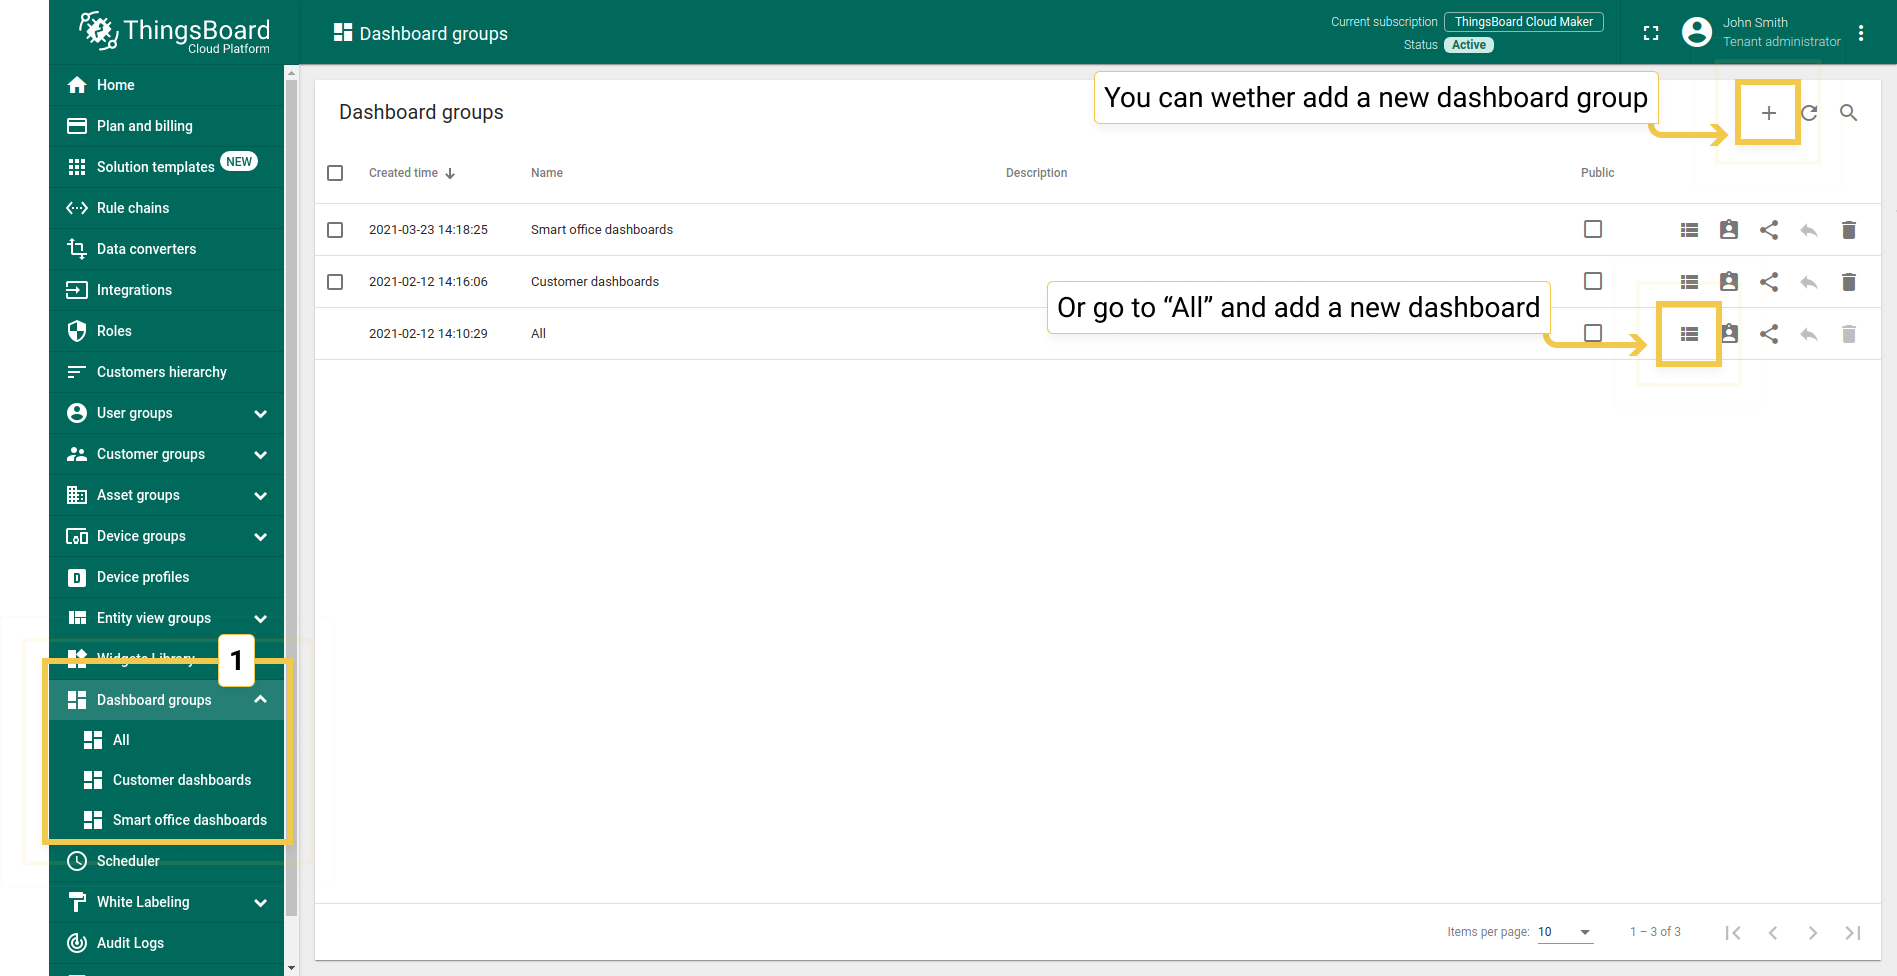 ThingsBoard
Cloud Platform
Dashboard groups
Current subscription ThingsBoard Cloud Maker
Status Active
John Smith
Tenant administrator
Home
Plan and billing
Solution templates NEW
Rule chains
Data converters
Integrations
Roles
Customers hierarchy
User groups
Customer groups
Asset groups
Device groups
Device profiles
Entity view groups
Widgets Library
1
Dashboard groups
All
Customer dashboards
Smart office dashboards
Scheduler
White Labeling
Audit Logs
Dashboard groups
You can wether add a new dashboard group
Created time Name Description Public
2021-03-23 14:18:25 Smart office dashboards
2021-02-12 14:16:06 Customer dashboards
Or go to “All” and add a new dashboard
2021-02-12 14:10:29 All
Items per page: 10 1 – 3 of 3